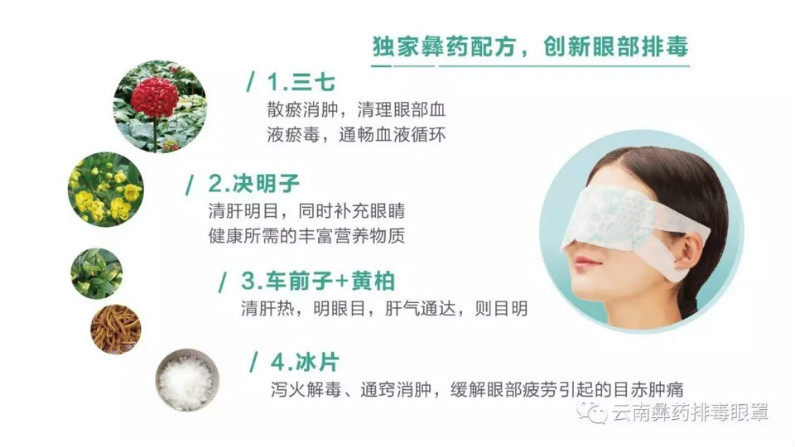 独家彝药配方，创新眼部排毒
1.三七
散瘀消肿，清理眼部血
液瘀毒，通畅血液循环
2.决明子
清肝明目，同时补充眼睛
健康所需的丰富营养物质
3.车前子+黄柏
清肝热，明眼目，肝气通达，则目明
4.冰片
泻火解毒、通窍消肿，缓解眼部疲劳引起的目赤肿痛
云南彝药排毒眼罩